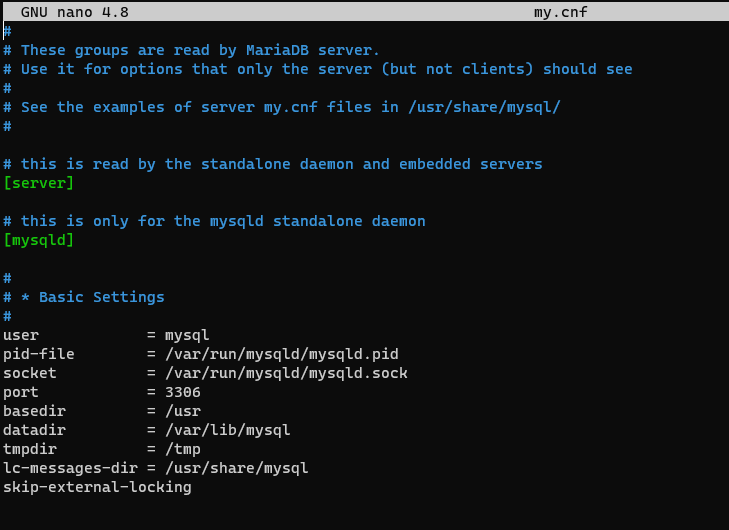 GNU nano 4.8 my.cnf
#
# These groups are read by MariaDB server.
# Use it for options that only the server (but not clients) should see
#
# See the examples of server my.cnf files in /usr/share/mysql/
#
# this is read by the standalone daemon and embedded servers
[server]
# this is only for the mysqld standalone daemon
[mysqld]
#
# * Basic Settings
#
user = mysql
pid-file = /var/run/mysqld/mysqld.pid
socket = /var/run/mysqld/mysqld.sock
port = 3306
basedir = /usr
datadir = /var/lib/mysql
tmpdir = /tmp
lc-messages-dir = /usr/share/mysql
skip-external-locking